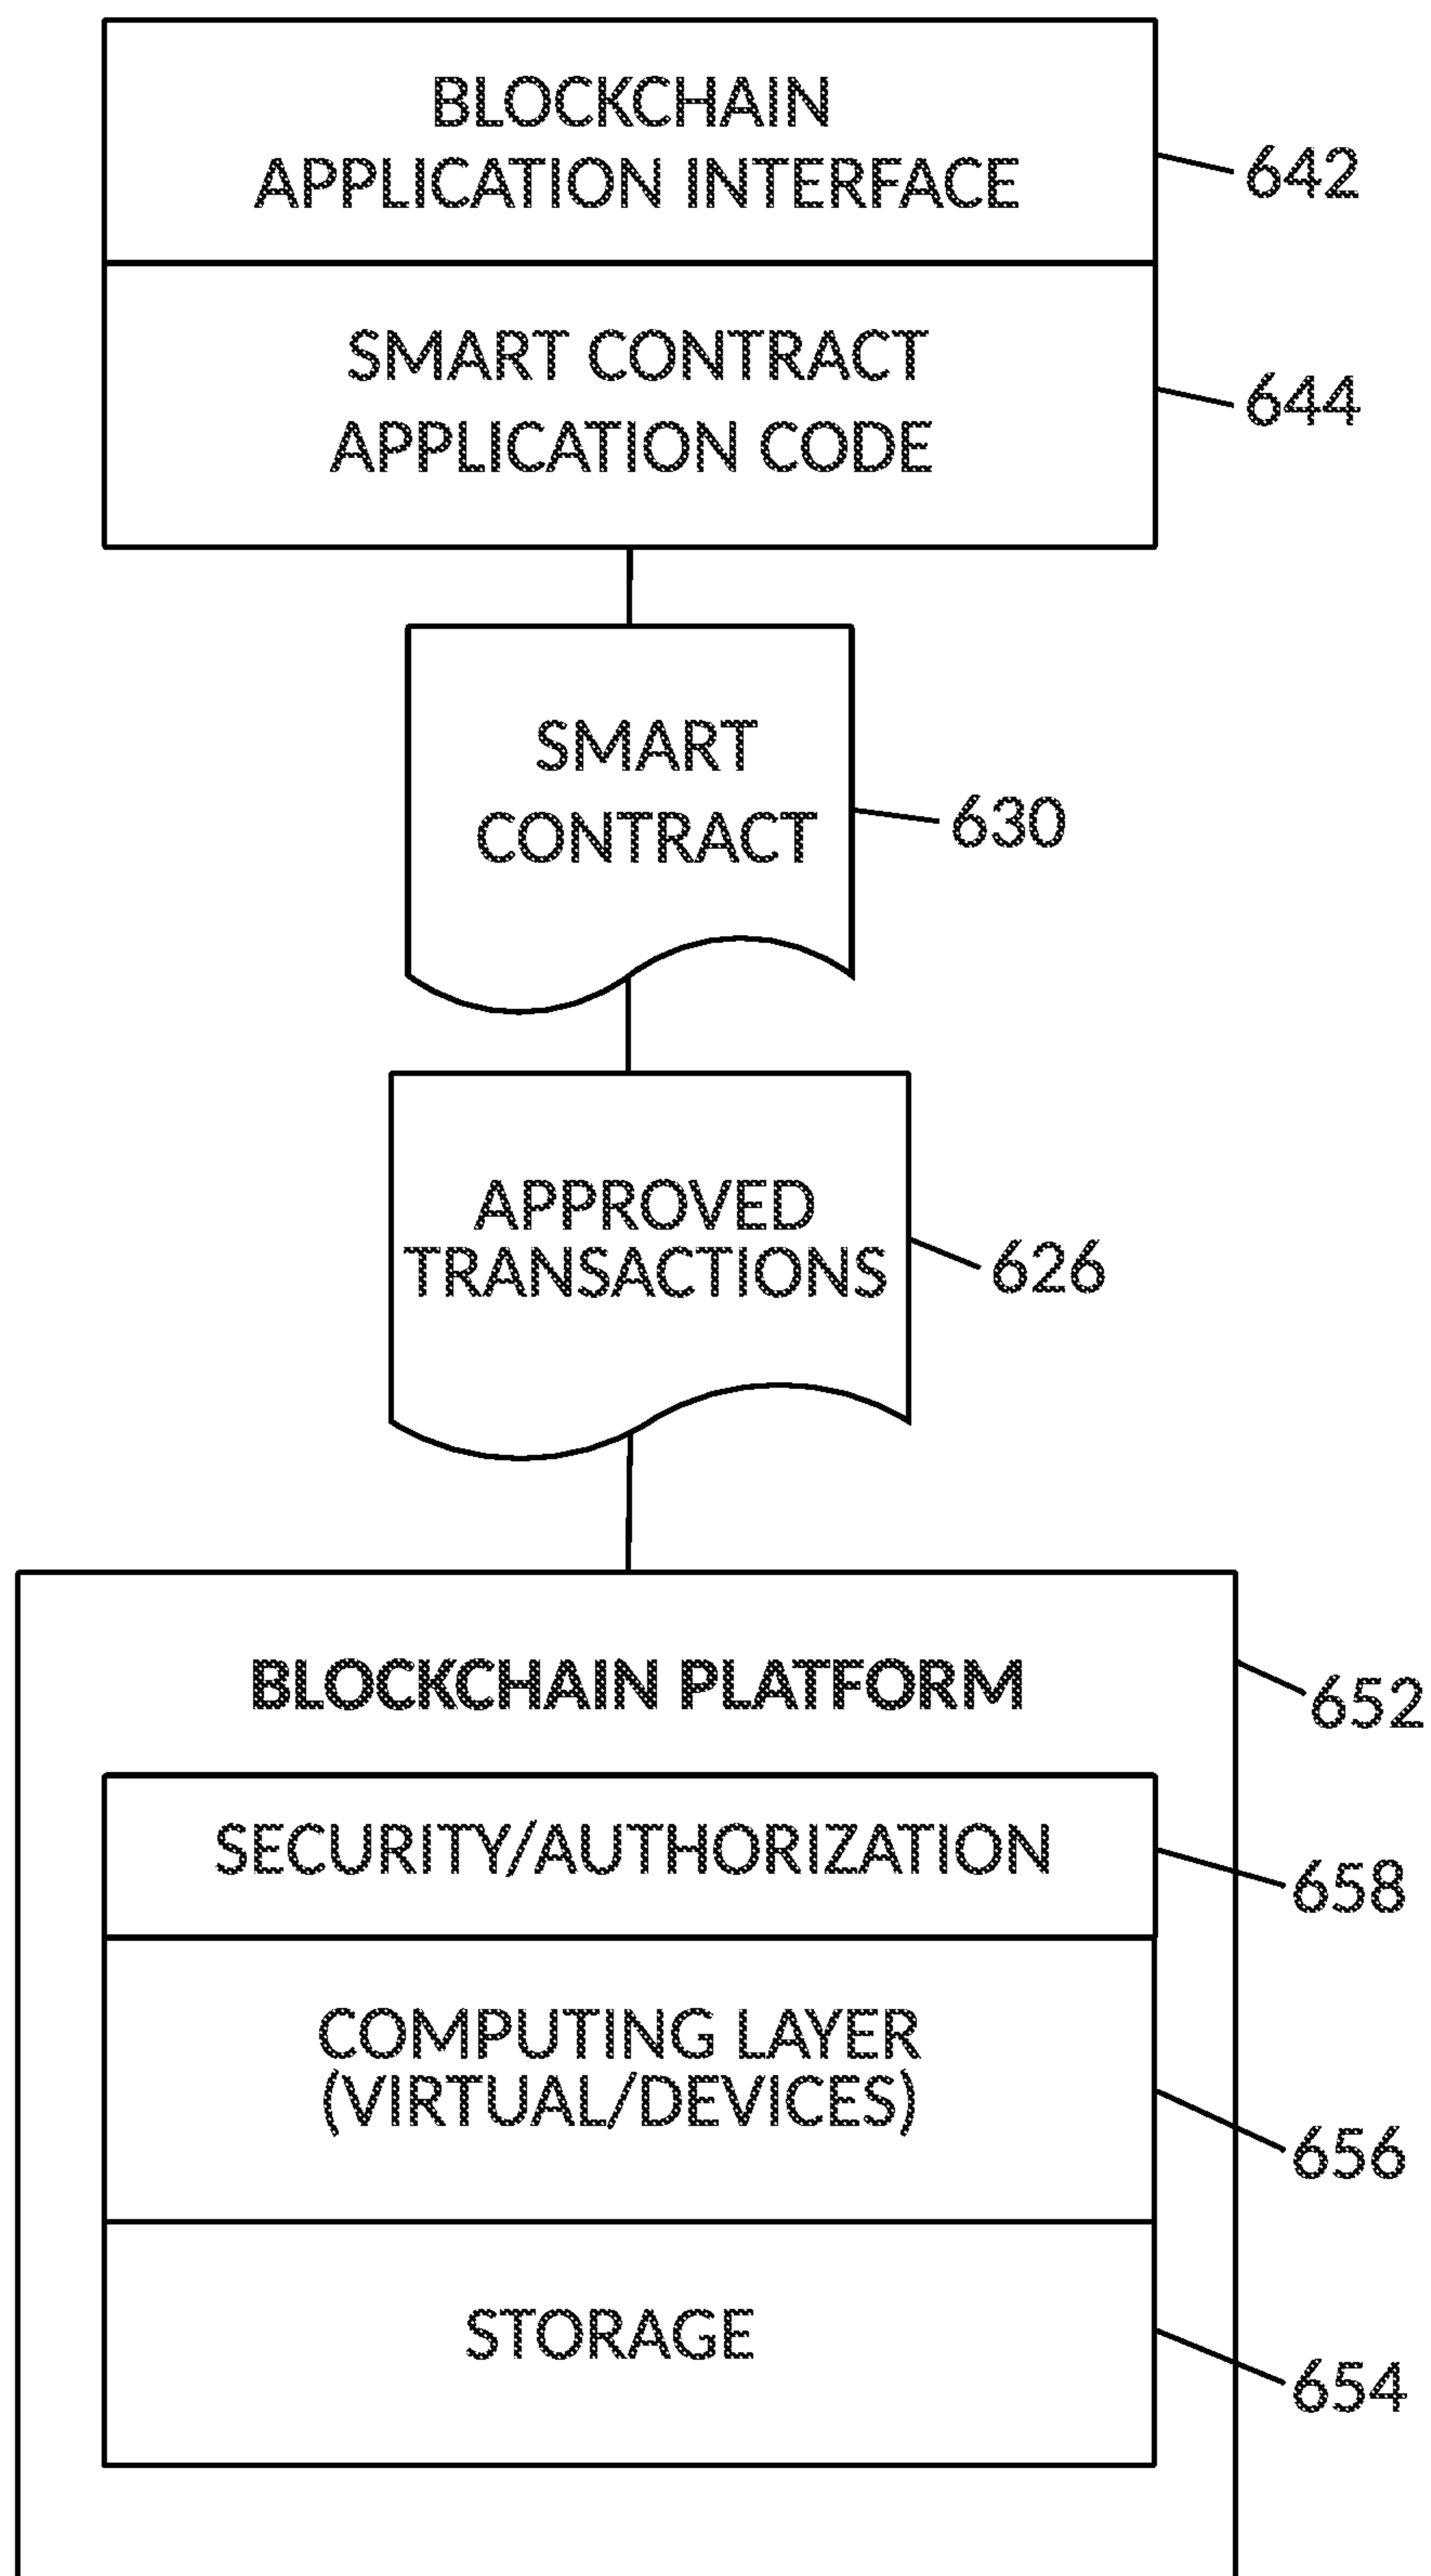 BLOCKCHAIN
APPLICATION INTERFACE
642
SMART CONTRACT
APPLICATION CODE
644
SMART
CONTRACT
630
APPROVED
TRANSACTIONS
626
BLOCKCHAIN PLATFORM
652
SECURITY/AUTHORIZATION
658
COMPUTING LAYER
(VIRTUAL/DEVICES)
656
STORAGE
654